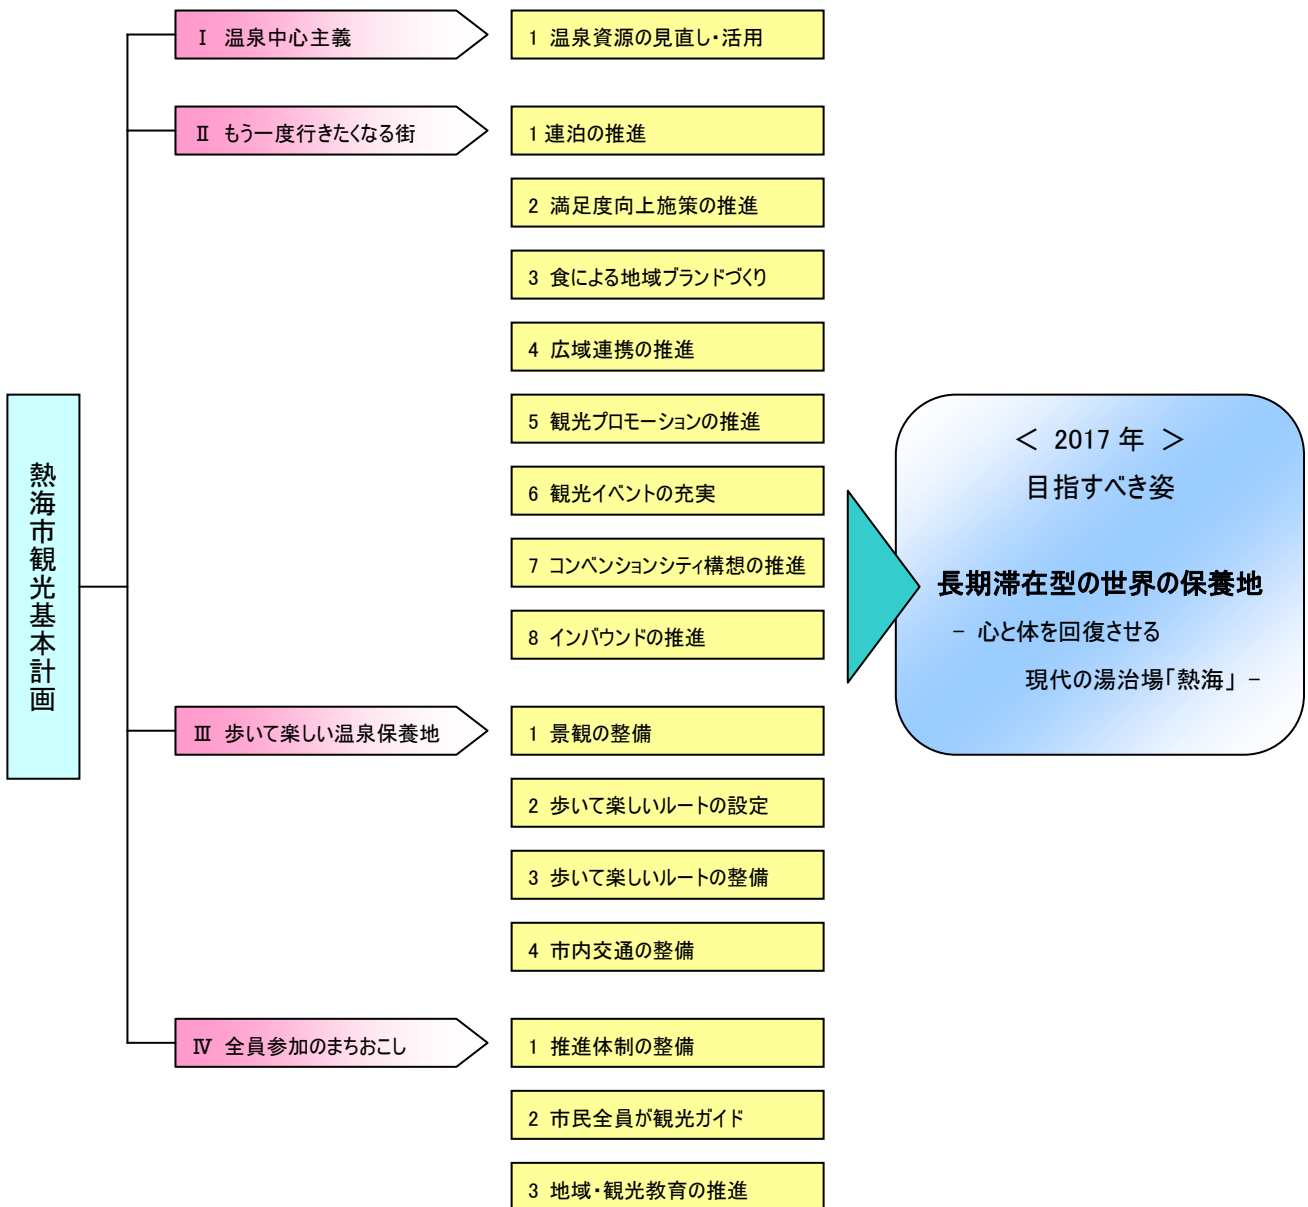 熱海市観光基本計画
Ⅰ 温泉中心主義
1 温泉資源の見直し・活用
Ⅱ もう一度行きたくなる街
1 連泊の推進
2 満足度向上施策の推進
3 食による地域ブランドづくり
4 広域連携の推進
5 観光プロモーションの推進
6 観光イベントの充実
7 コンベンションシティ構想の推進
8 インバウンドの推進
Ⅲ 歩いて楽しい温泉保養地
1 景観の整備
2 歩いて楽しいルートの設定
3 歩いて楽しいルートの整備
4 市内交通の整備
Ⅳ 全員参加のまちおこし
1 推進体制の整備
2 市民全員が観光ガイド
3 地域・観光教育の推進
＜ 2017 年 ＞
目指すべき姿
長期滞在型の世界の保養地
－ 心と体を回復させる
現代の湯治場「熱海」－